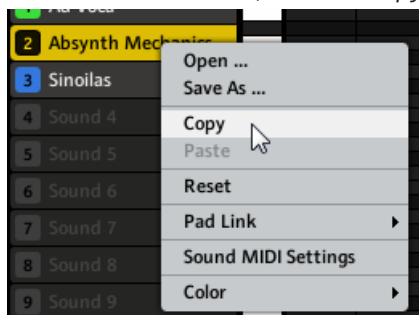 2 Absynth Mechanics
Open ...
3 Sinoilas
Save As ...
4 Sound 4
Copy
5 Sound 5
Paste
6 Sound 6
Reset
7 Sound 7
Pad Link
8 Sound 8
Sound MIDI Settings
9 Sound 9
Color